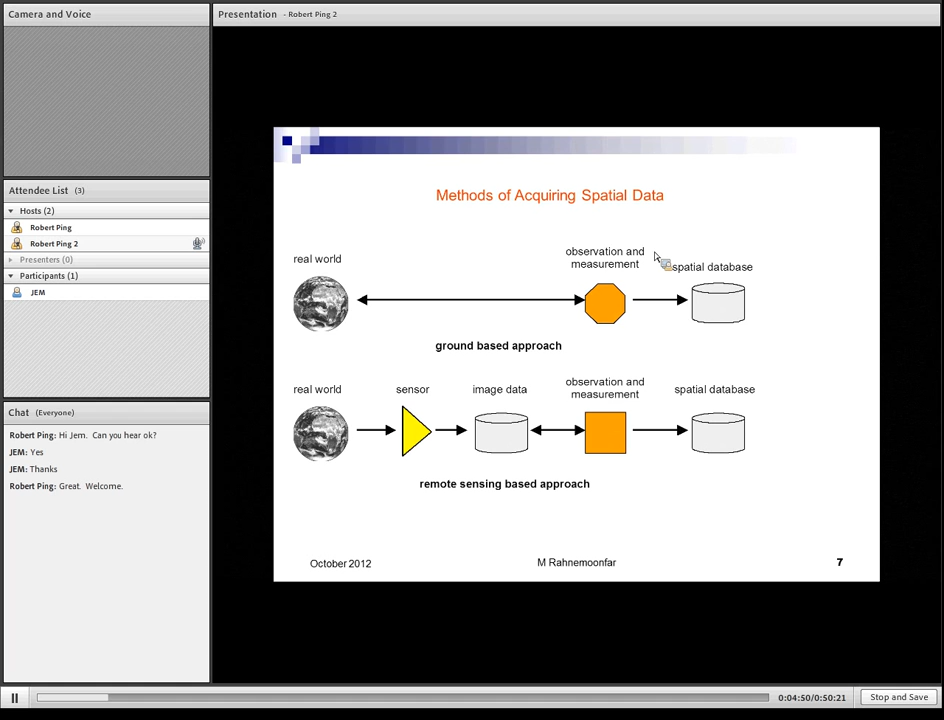 Camera and Voice
Presentation - Robert Ping 2
Attendee List (3)
Hosts (2)
Robert Ping
Robert Ping 2
Presenters (0)
Participants (1)
JEM
Chat (Everyone)
Robert Ping: Hi Jem. Can you hear ok?
JEM: Yes
JEM: Thanks
Robert Ping: Great. Welcome.
Methods of Acquiring Spatial Data
real world
observation and
measurement
spatial database
ground based approach
real world
sensor
image data
observation and
measurement
spatial database
remote sensing based approach
October 2012
M Rahnemoonfar
7
0:04:50/0:50:21
Stop and Save